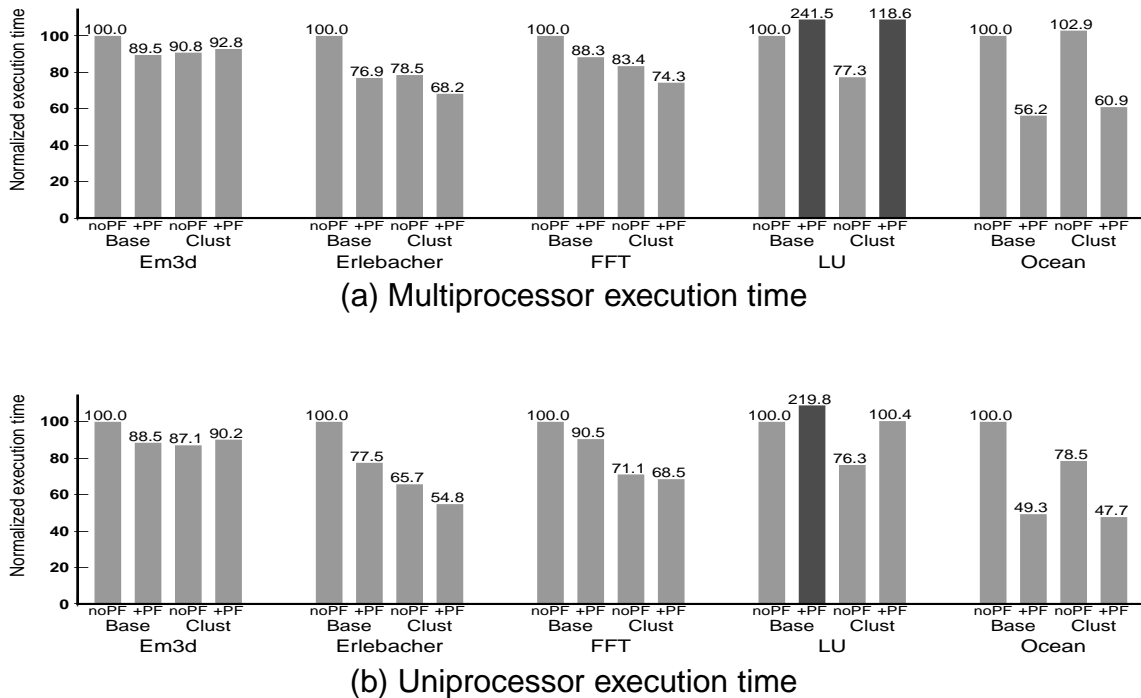 100.0 89.5 90.8 92.8 100.0 76.9 78.5 68.2 100.0 88.3 83.4 74.3 100.0 241.5 77.3 118.6 100.0 56.2 102.9 60.9
Normalized execution time
100
80
60
40
20
0
noPF +PF noPF +PF noPF +PF noPF +PF noPF +PF noPF +PF noPF +PF noPF +PF noPF +PF noPF +PF
Base Clust Base Clust Base Clust Base Clust Base Clust
Em3d Erlebacher FFT LU Ocean
(a) Multiprocessor execution time
100.0 88.5 87.1 90.2 100.0 77.5 65.7 54.8 100.0 90.5 71.1 68.5 100.0 219.8 76.3 100.4 100.0 49.3 78.5 47.7
Normalized execution time
100
80
60
40
20
0
noPF +PF noPF +PF noPF +PF noPF +PF noPF +PF noPF +PF noPF +PF noPF +PF noPF +PF noPF +PF
Base Clust Base Clust Base Clust Base Clust Base Clust
Em3d Erlebacher FFT LU Ocean
(b) Uniprocessor execution time